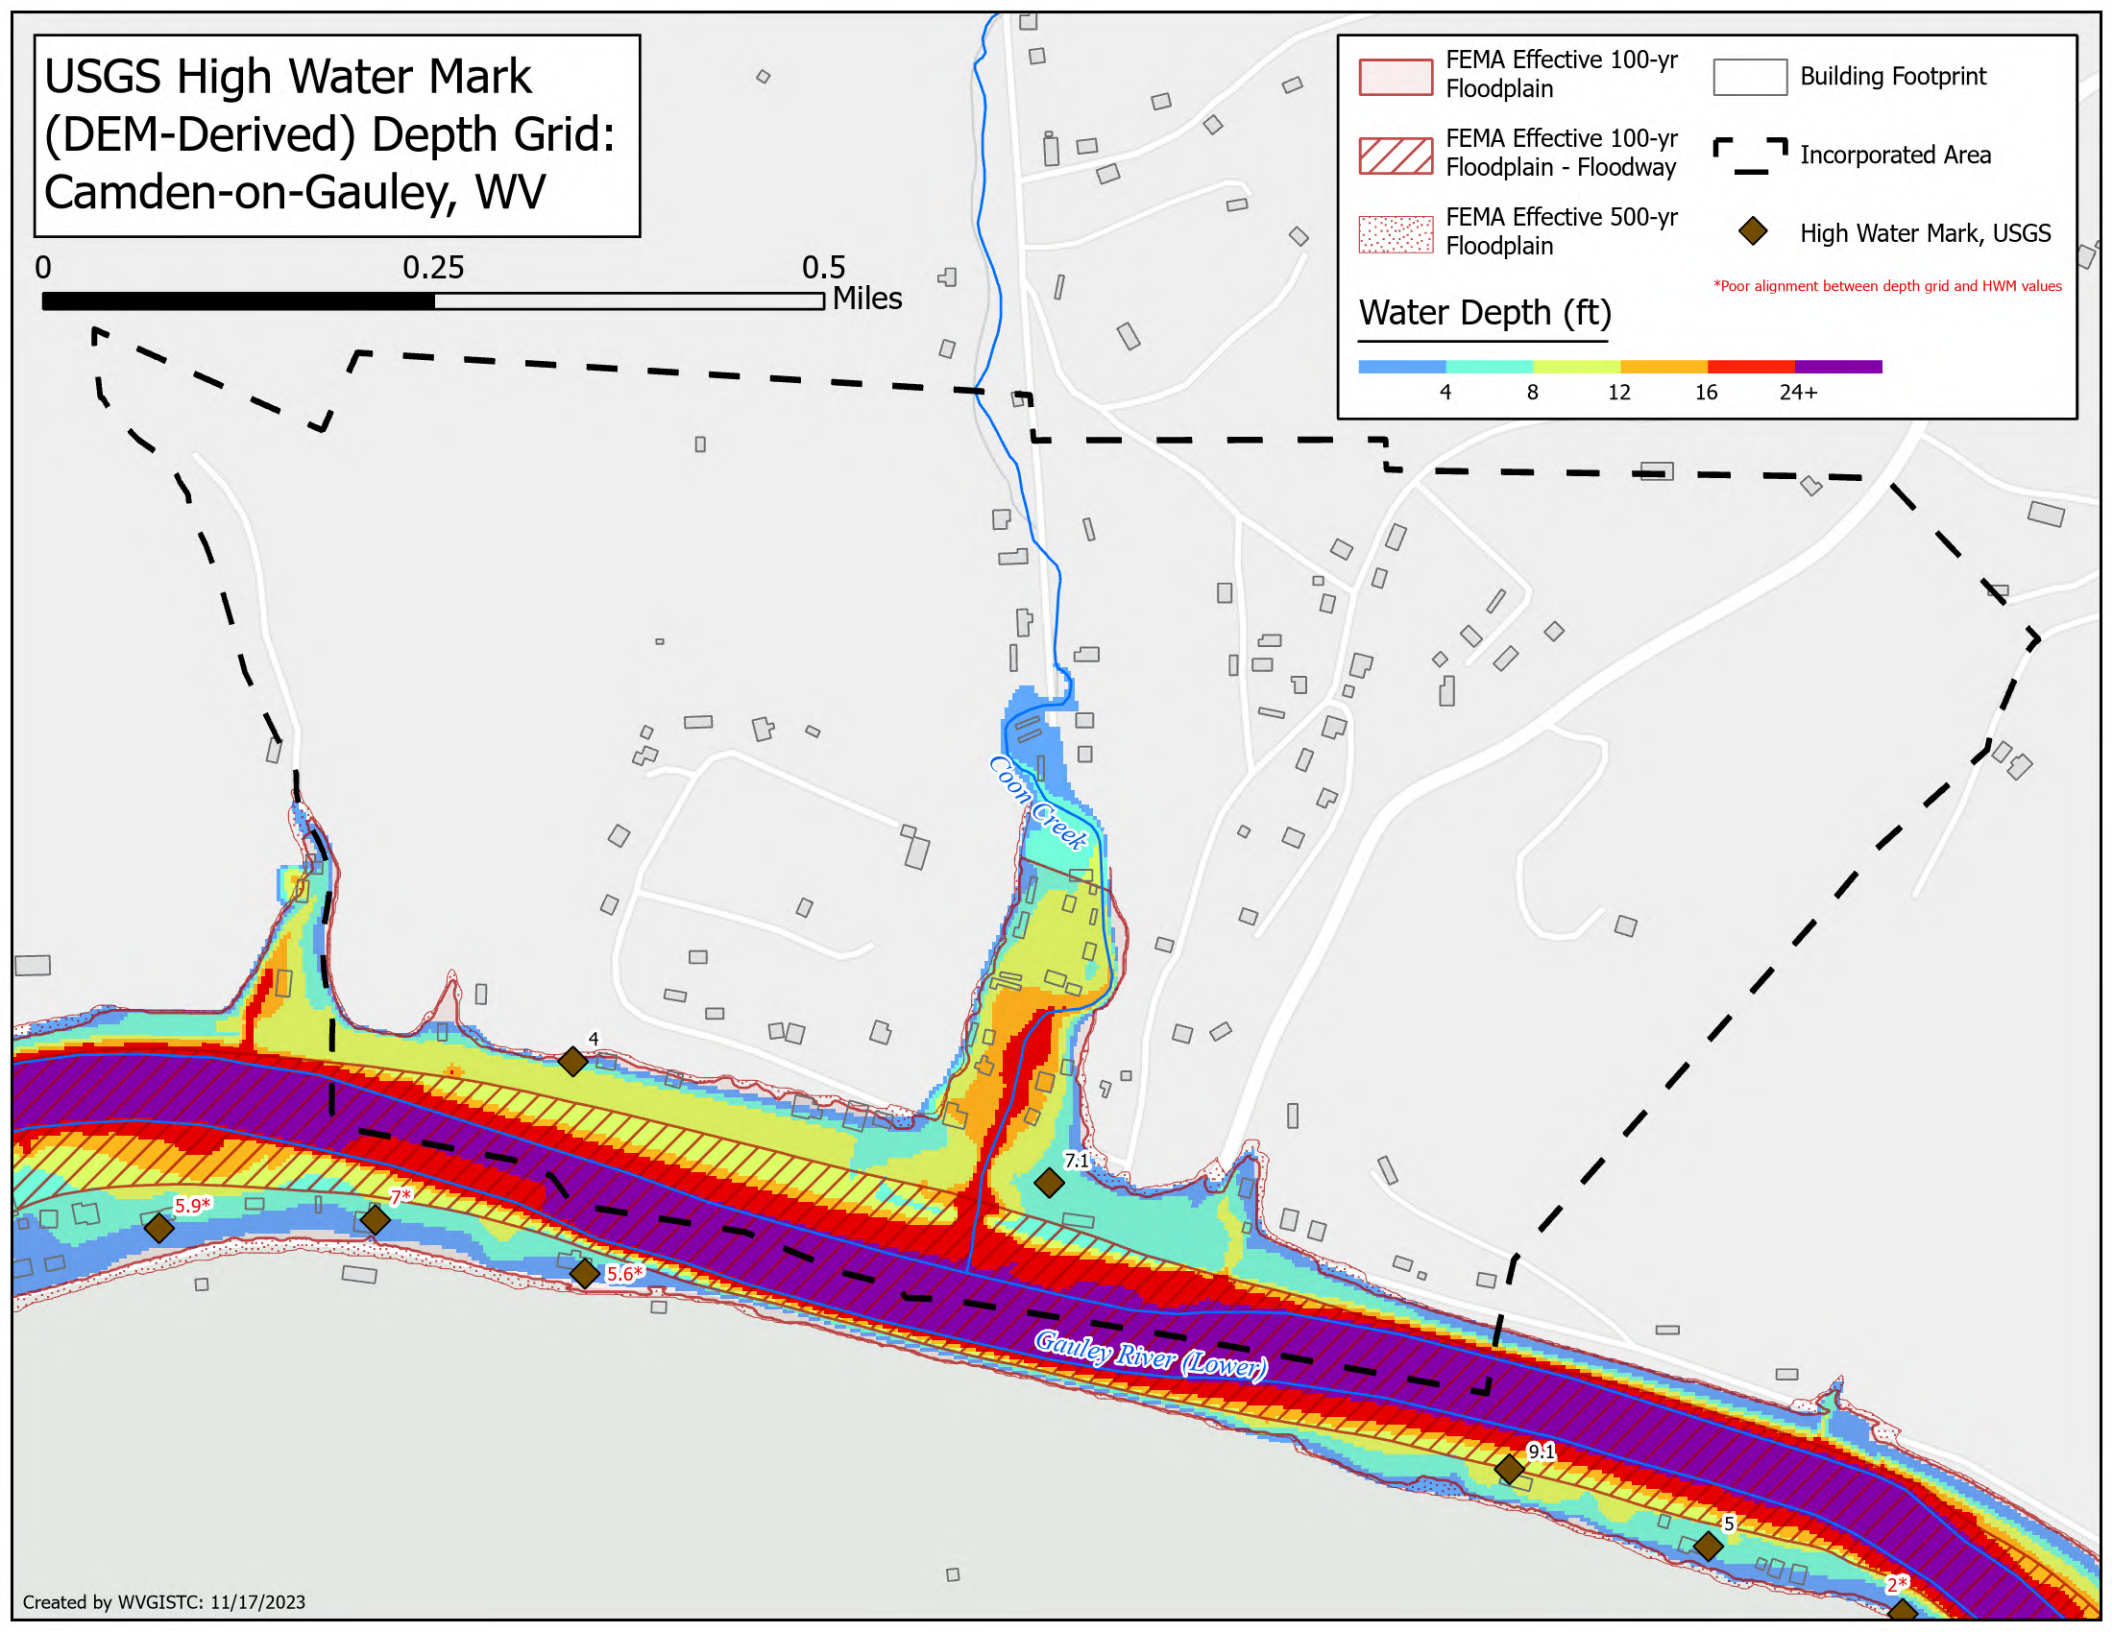 USGS High Water Mark
(DEM-Derived) Depth Grid:
Camden-on-Gauley, WV
0 0.25 0.5
Miles
FEMA Effective 100-yr
Floodplain
FEMA Effective 100-yr
Floodplain - Floodway
FEMA Effective 500-yr
Floodplain
Building Footprint
Incorporated Area
High Water Mark, USGS
*Poor alignment between depth grid and HWM values
Water Depth (ft)
4 8 12 16 24+
Coon Creek
4
7.1
5.9*
7*
5.6*
Gauley River (Lower)
9.1
5
2*
Created by WVGISTC: 11/17/2023